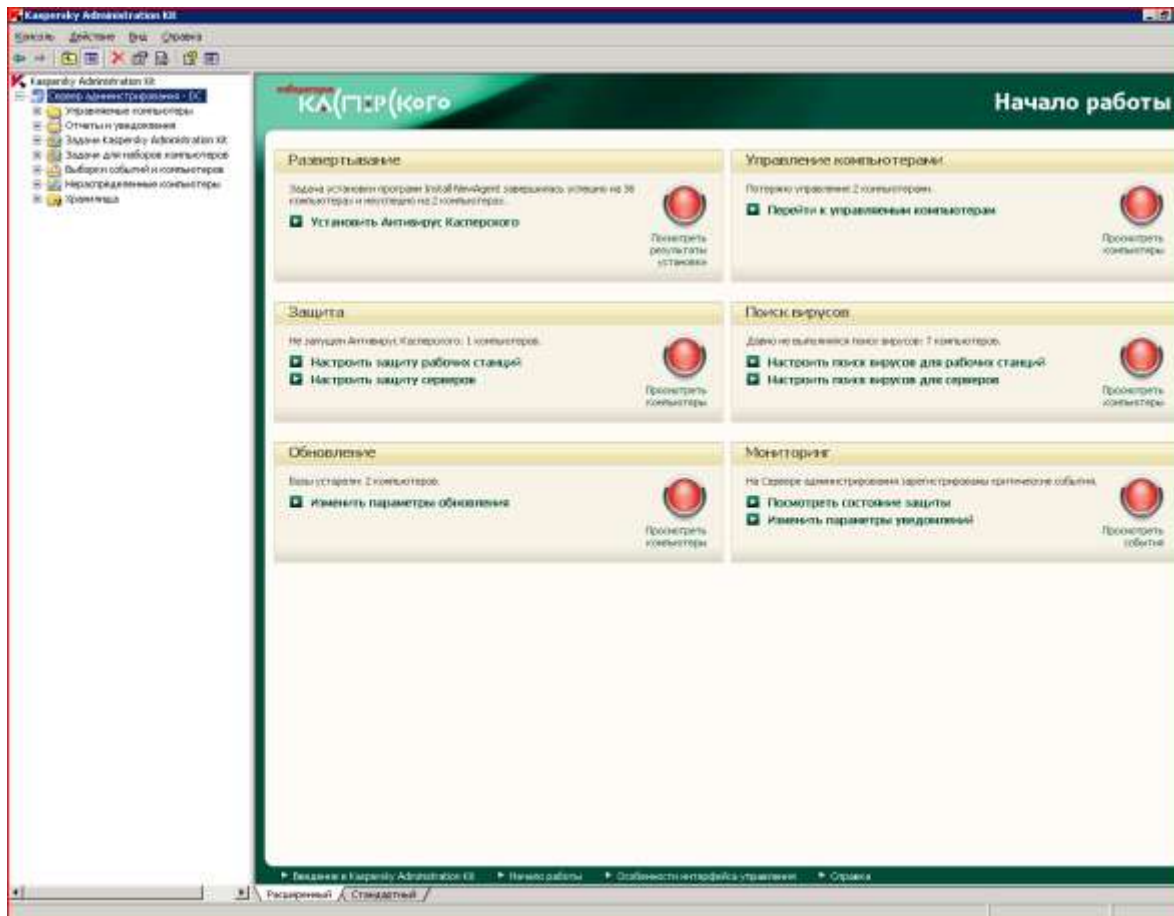 Kaspersky Administration Kit
Консоль Действие Вид Справка
Kaspersky Administration Kit
Сервер администрирования - DC
Управляемые компьютеры
Отчеты и уведомления
Задачи Kaspersky Administration Kit
Задачи для наборов компьютеров
Выборки событий и компьютеров
Нераспределенные компьютеры
Хранилища
лаборатория
КА(ПЕР(КОГО
Начало работы
Развертывание
Задача установки программ Install NewAgent завершилась успешно на 36
компьютерах и неуспешно на 2 компьютерах.
Установить Антивирус Касперского
Посмотреть
результаты
установки
Управление компьютерами
Потеряно управление 2 компьютерами.
Перейти к управляемым компьютерам
Просмотреть
компьютеры
Защита
Не запущен Антивирус Касперского: 1 компьютеров.
Настроить защиту рабочих станций
Настроить защиту серверов
Просмотреть
компьютеры
Поиск вирусов
Давно не выполнялся поиск вирусов: 7 компьютеров.
Настроить поиск вирусов для рабочих станций
Настроить поиск вирусов для серверов
Просмотреть
компьютеры
Обновление
Базы устарели: 2 компьютеров.
Изменить параметры обновления
Просмотреть
компьютеры
Мониторинг
На Сервере администрирования зарегистрированы критические события.
Посмотреть состояние защиты
Изменить параметры уведомлений
Просмотреть
события
Введение в Kaspersky Administration Kit Начало работы Особенности интерфейса управления Справка
Расширенный Стандартный